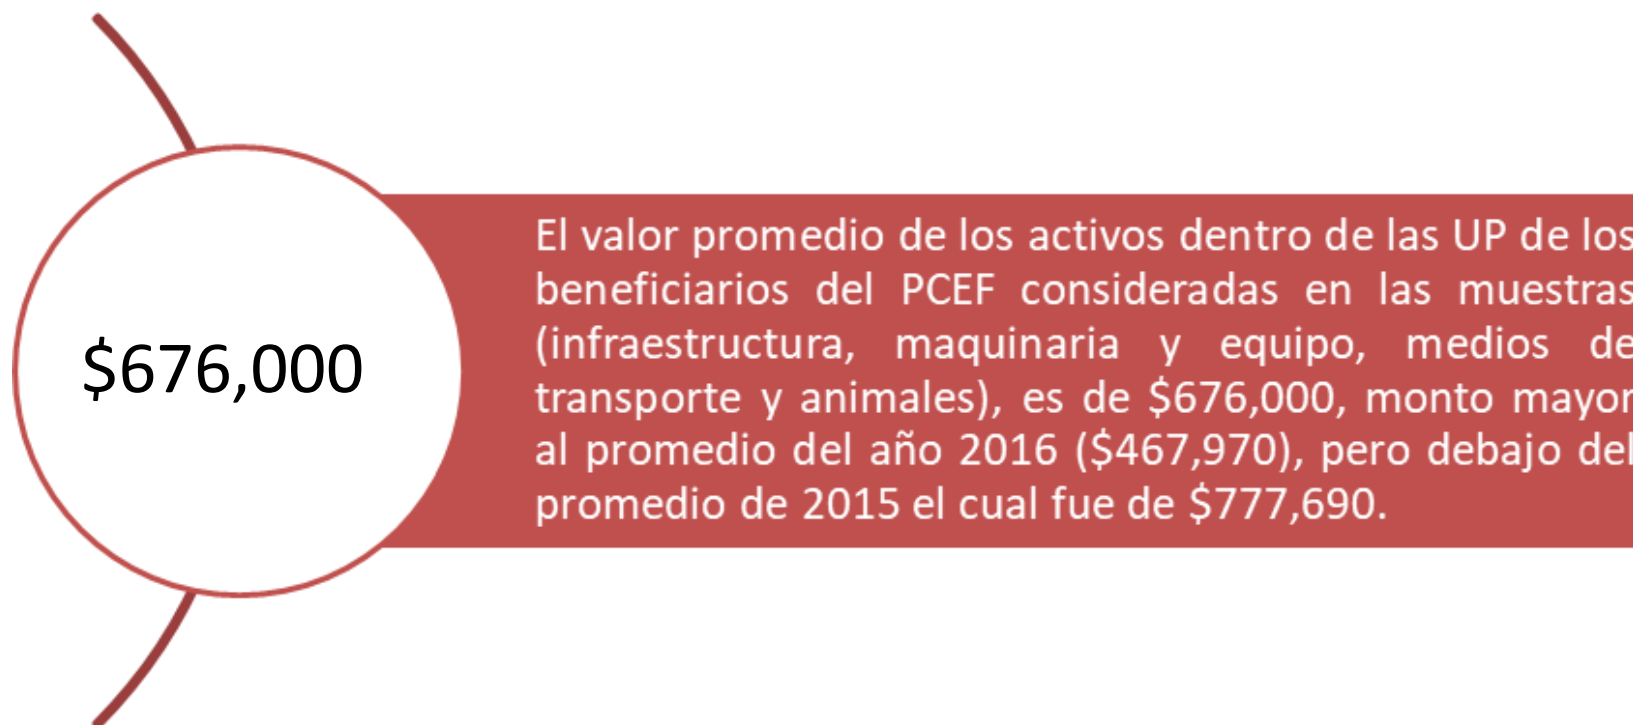 $676,000
El valor promedio de los activos dentro de las UP de los
beneficiarios del PCEF consideradas en las muestras
(infraestructura, maquinaria y equipo, medios de
transporte y animales), es de $676,000, monto mayor
al promedio del año 2016 ($467,970), pero debajo del
promedio de 2015 el cual fue de $777,690.